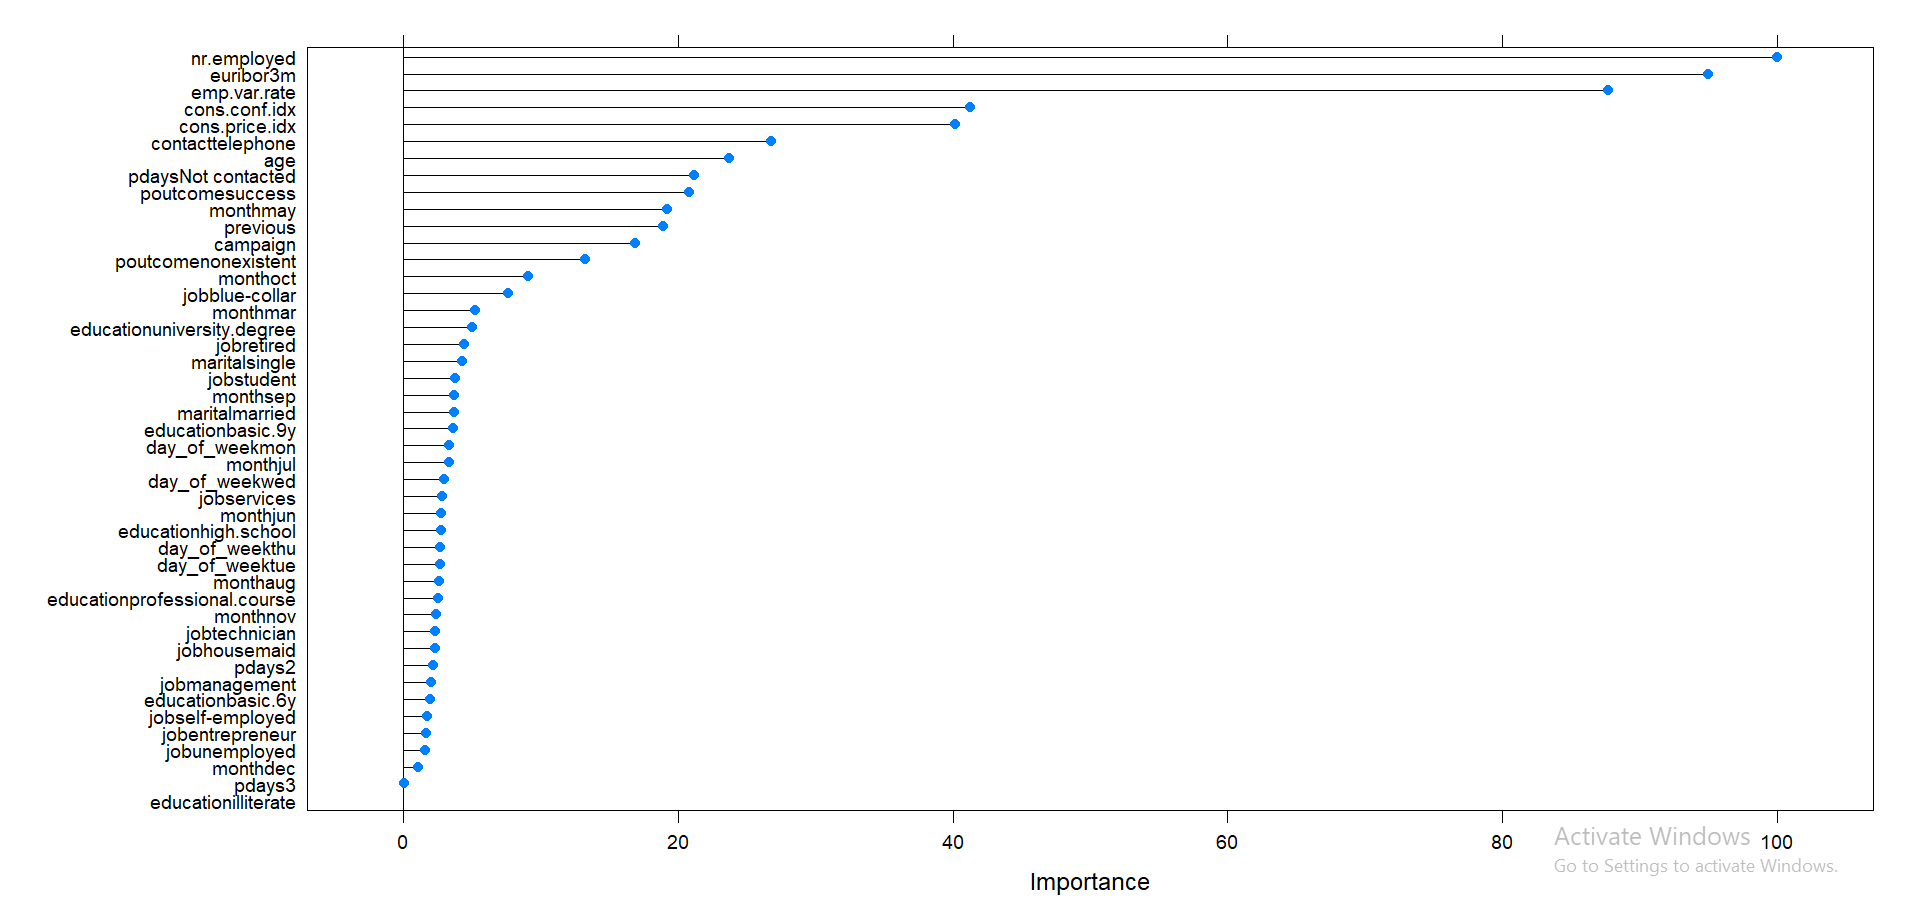 nr.employed
euribor3m
emp.var.rate
cons.conf.idx
cons.price.idx
contacttelephone
age
pdaysNot contacted
poutcomesuccess
monthmay
previous
campaign
poutcomenonexistent
monthoct
jobblue-collar
monthmar
educationuniversity.degree
jobretired
maritalsingle
jobstudent
monthsep
maritalmarried
educationbasic.9y
day_of_weekmon
monthjul
day_of_weekwed
jobservices
monthjun
educationhigh.school
day_of_weekthu
day_of_weektue
monthaug
educationprofessional.course
monthnov
jobtechnician
jobhousemaid
pdays2
jobmanagement
educationbasic.6y
jobself-employed
jobentrepreneur
jobunemployed
monthdec
pdays3
educationilliterate
0 20 40 60 80 100
Importance
Activate Windows
Go to Settings to activate Windows.